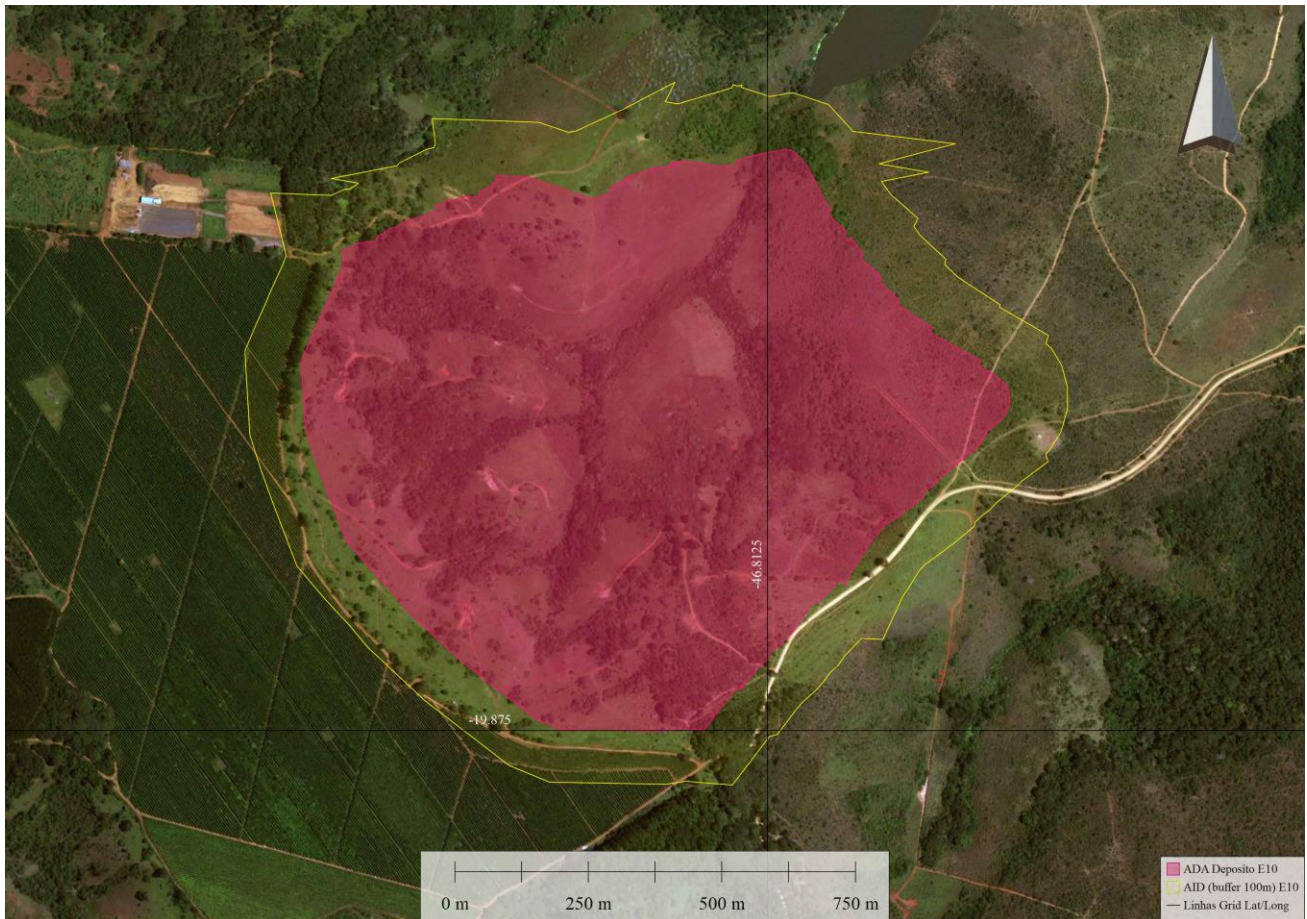 -46.8125
-19.875
0 m 250 m 500 m 750 m
ADA Deposito E10
AID (buffer 100m) E10
Linhas Grid Lat/Long